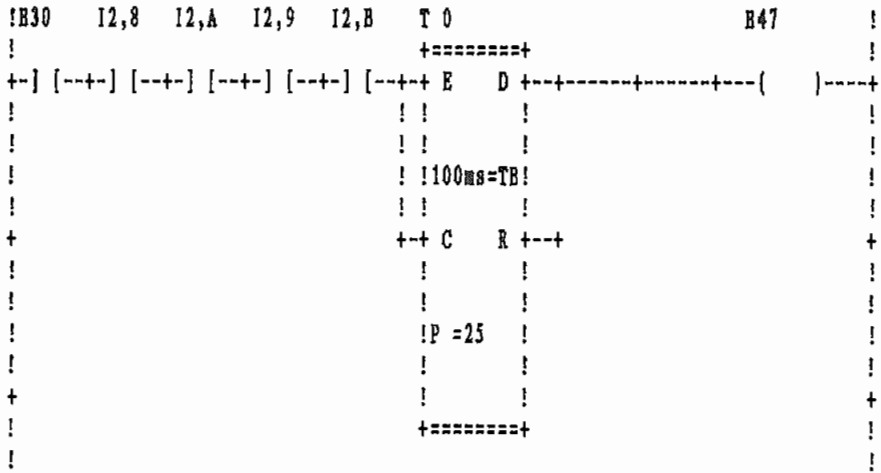 !B30 I2,8 I2,A I2,9 I2,B T 0 B47 !
! +========+ !
+-] [--+-] [--+-] [--+-] [--+-] [--+-+ E D +--+------+------+---( )----+
! ! ! ! !
! ! ! ! !
! ! !100ms=TB! !
! ! ! ! !
+ +-+ C R +--+ +
! ! ! !
! ! ! !
! !P =25 ! !
! ! ! !
+ ! ! +
! +========+ !
! !